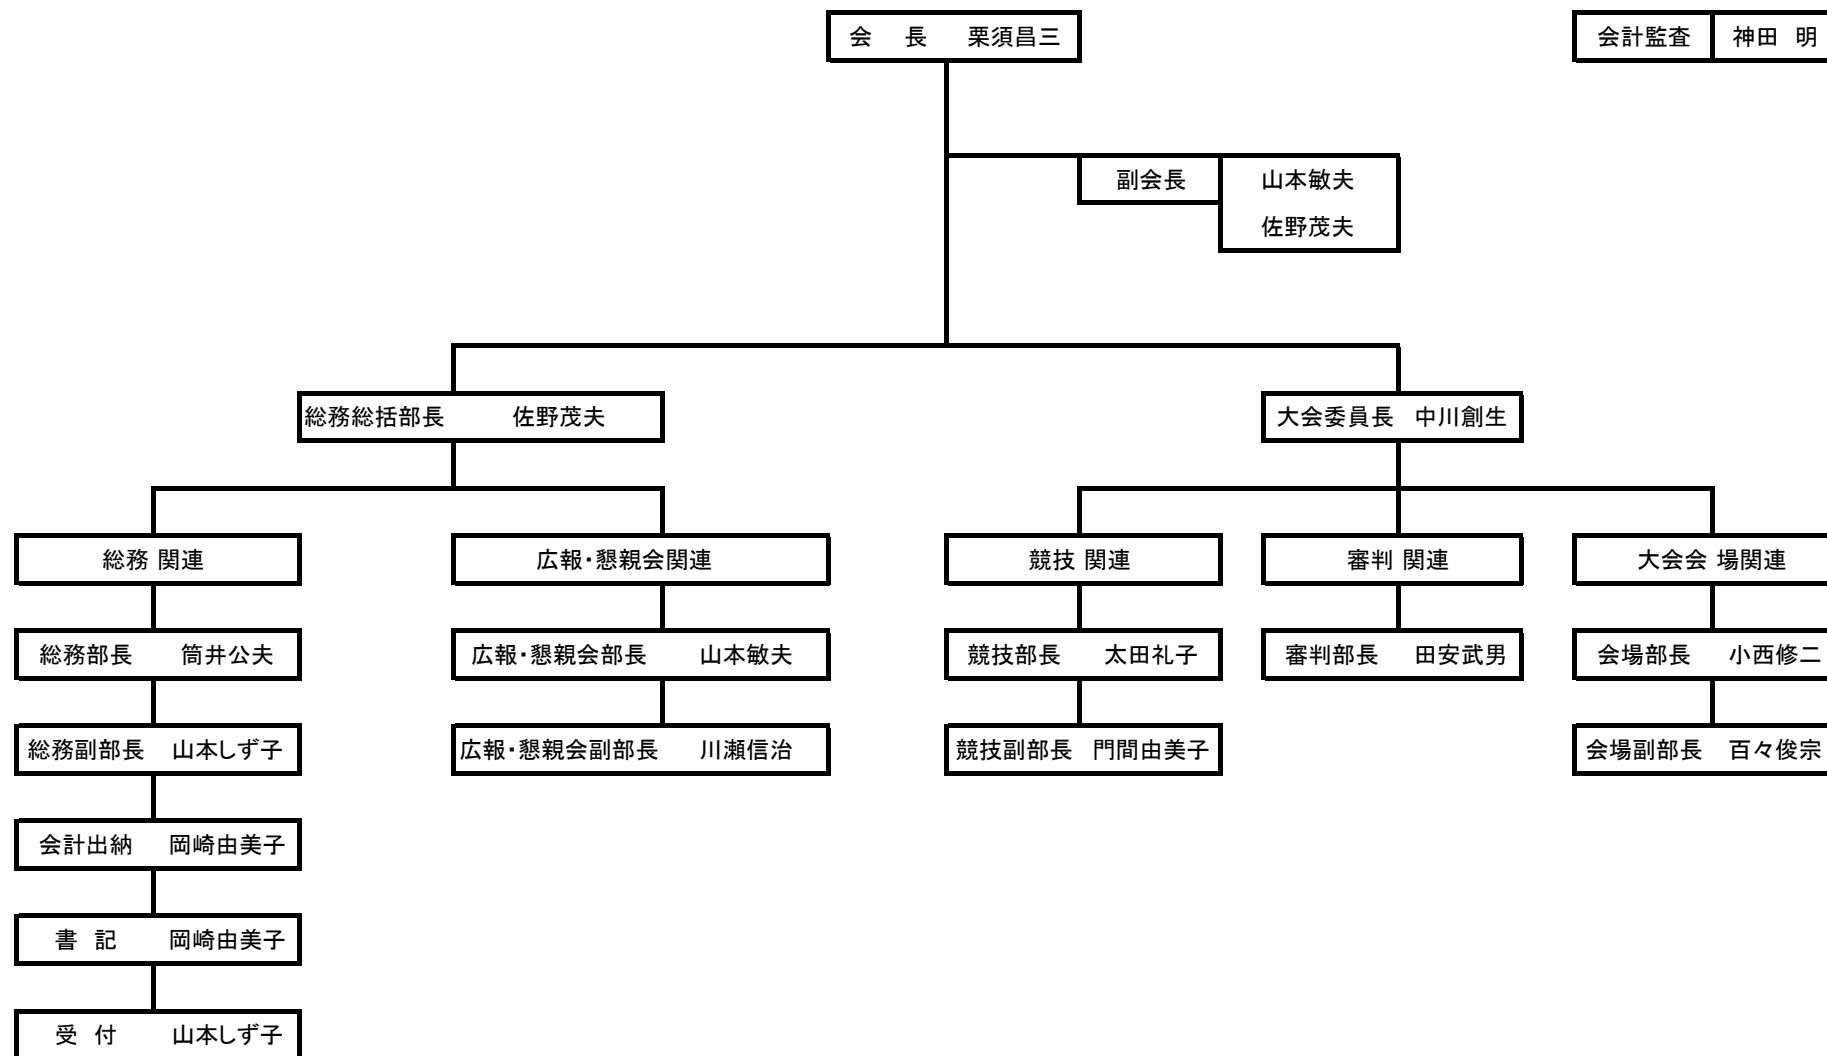 会 長 栗須昌三
会計監査 神田 明
副会長 山本敏夫
佐野茂夫
総務総括部長 佐野茂夫
大会委員長 中川創生
総務 関連
広報・懇親会関連
競技 関連
審判 関連
大会会 場関連
総務部長 筒井公夫
広報・懇親会部長 山本敏夫
競技部長 太田礼子
審判部長 田安武男
会場部長 小西修二
総務副部長 山本しず子
広報・懇親会副部長 川瀬信治
競技副部長 門間由美子
会場副部長 百々俊宗
会計出納 岡崎由美子
書 記 岡崎由美子
受 付 山本しず子